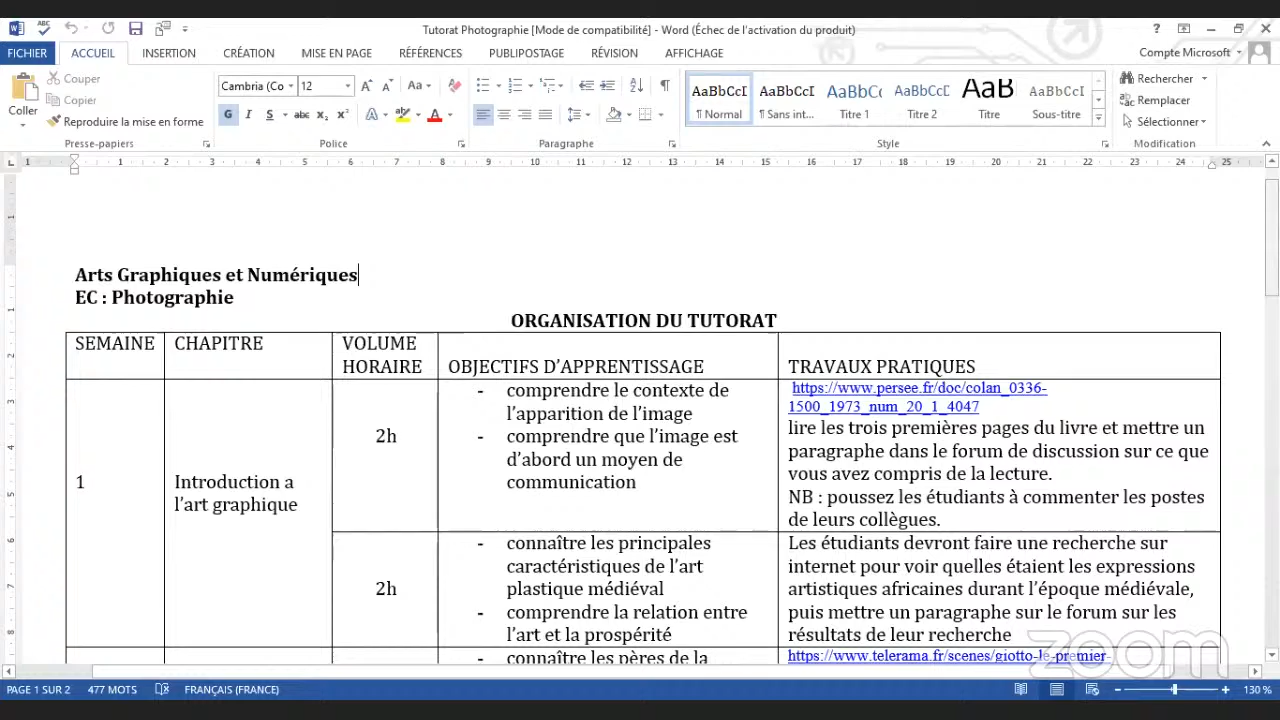 Tutorat Photographie [Mode de compatibilité] - Word (Échec de l'activation du produit)
FICHIER ACCUEIL INSERTION CRÉATION MISE EN PAGE RÉFÉRENCES PUBLIPOSTAGE RÉVISION AFFICHAGE Compte Microsoft
Coller
Couper
Copier
Reproduire la mise en forme
Presse-papiers
Cambria (Co 12
Police
Paragraphe
AaBbCcI AaBbCcI AaBbCc AaBbCcD AaB AaBbCcI
¶ Normal ¶ Sans int... Titre 1 Titre 2 Titre Sous-titre
Style
Rechercher
Remplacer
Sélectionner
Modification
Arts Graphiques et Numériques
EC : Photographie
ORGANISATION DU TUTORAT
SEMAINE CHAPITRE VOLUME HORAIRE OBJECTIFS D'APPRENTISSAGE TRAVAUX PRATIQUES
1
Introduction a
l'art graphique
2h
- comprendre le contexte de
l'apparition de l'image
- comprendre que l'image est
d'abord un moyen de
communication
https://www.persee.fr/doc/colan_0336-
1500_1973_num_20_1_4047
lire les trois premières pages du livre et mettre un
paragraphe dans le forum de discussion sur ce que
vous avez compris de la lecture.
NB : poussez les étudiants à commenter les postes
de leurs collègues.
2h
- connaître les principales
caractéristiques de l'art
plastique médiéval
- comprendre la relation entre
l'art et la prospérité
Les étudiants devront faire une recherche sur
internet pour voir quelles étaient les expressions
artistiques africaines durant l'époque médiévale,
puis mettre un paragraphe sur le forum sur les
résultats de leur recherche
- connaître les pères de la
https://www.telerama.fr/scenes/giotto-le-premier-
zoom
PAGE 1 SUR 2 477 MOTS FRANÇAIS (FRANCE) 130 %